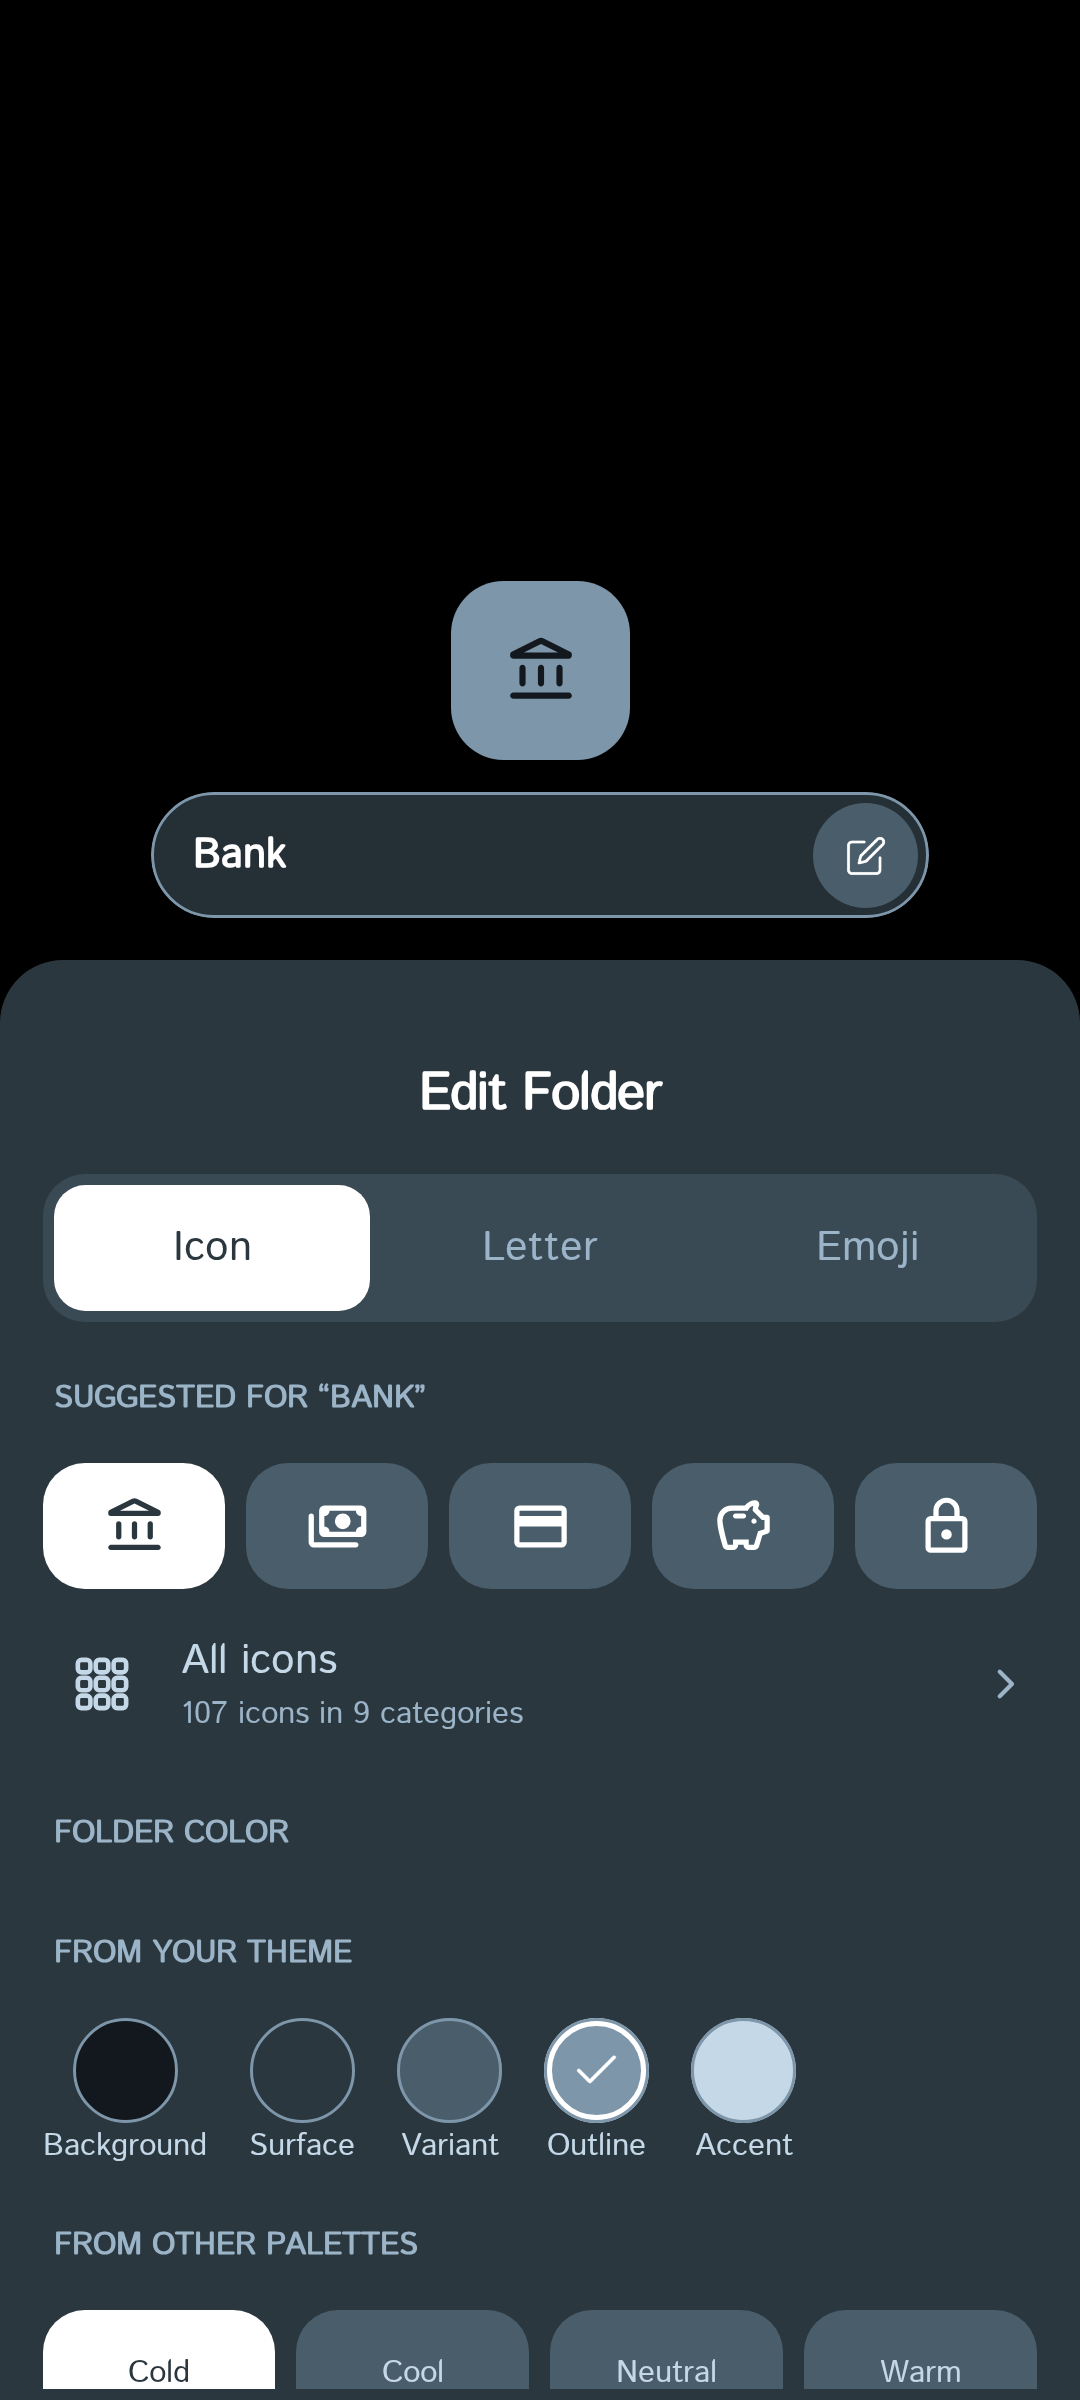 Bank
Edit Folder
Icon Letter Emoji
SUGGESTED FOR “BANK”
All icons
107 icons in 9 categories
FOLDER COLOR
FROM YOUR THEME
Background Surface Variant Outline Accent
FROM OTHER PALETTES
Cold Cool Neutral Warm